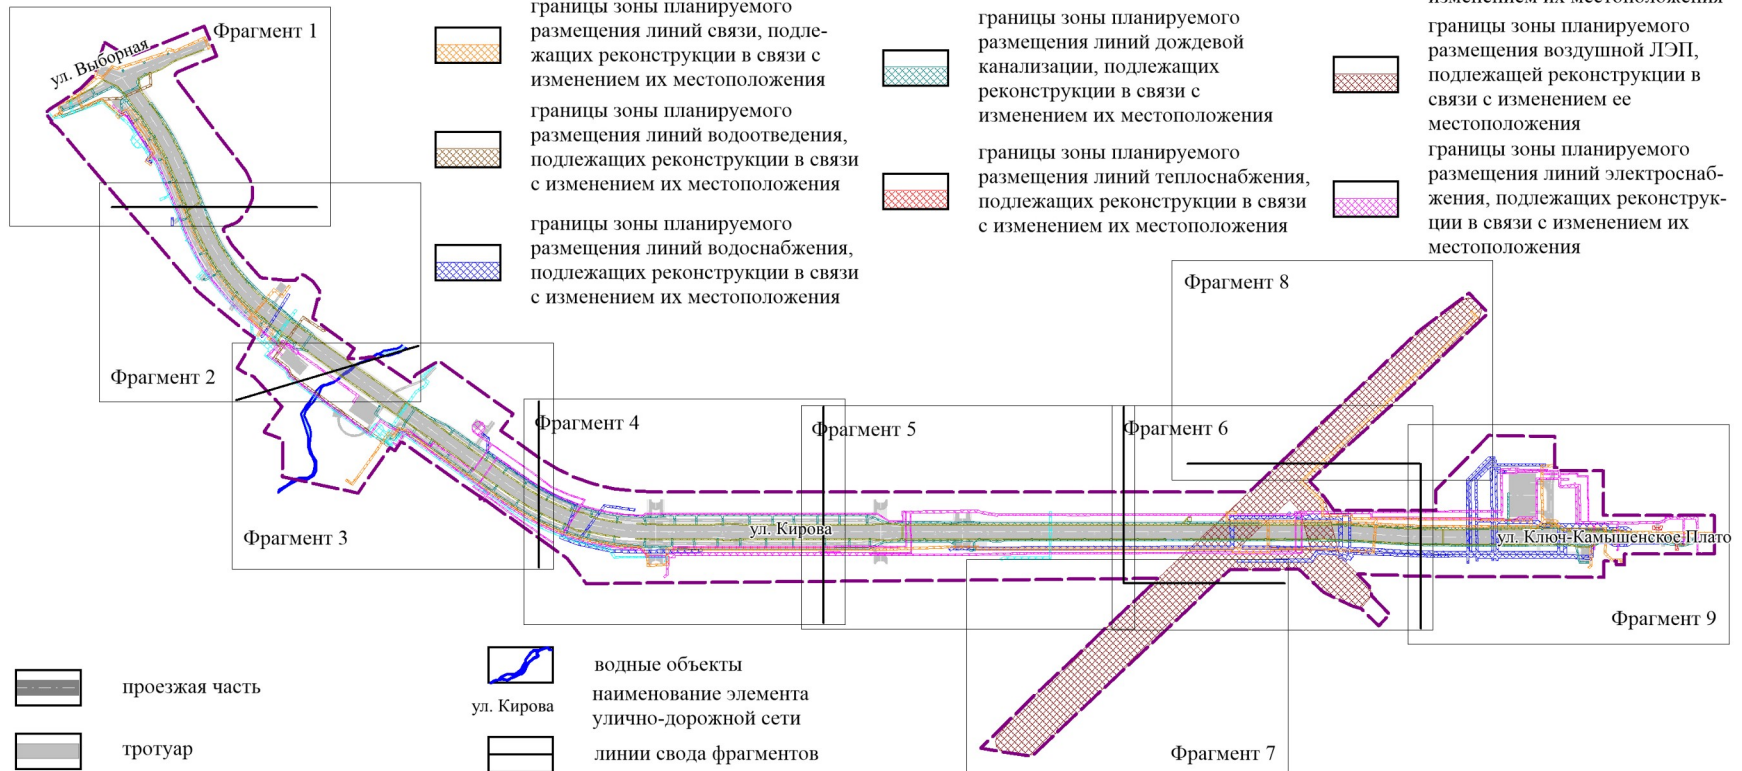 границы зоны планируемого
размещения линий связи, подле-
жащих реконструкции в связи с
изменением их местоположения
границы зоны планируемого
размещения линий водоотведения,
подлежащих реконструкции в связи
с изменением их местоположения
границы зоны планируемого
размещения линий водоснабжения,
подлежащих реконструкции в связи
с изменением их местоположения
границы зоны планируемого
размещения линий дождевой
канализации, подлежащих
реконструкции в связи с
изменением их местоположения
границы зоны планируемого
размещения линий теплоснабжения,
подлежащих реконструкции в связи
с изменением их местоположения
изменением их местоположения
границы зоны планируемого
размещения воздушной ЛЭП,
подлежащей реконструкции в
связи с изменением ее
местоположения
границы зоны планируемого
размещения линий электроснаб-
жения, подлежащих реконструк-
ции в связи с изменением их
местоположения
Фрагмент 1
ул. Выборная
Фрагмент 2
Фрагмент 3
Фрагмент 4
Фрагмент 5
Фрагмент 6
Фрагмент 7
Фрагмент 8
Фрагмент 9
ул. Кирова
ул. Ключ-Камышенское Плато
проезжая часть
тротуар
водные объекты
ул. Кирова
наименование элемента
улично-дорожной сети
линии свода фрагментов